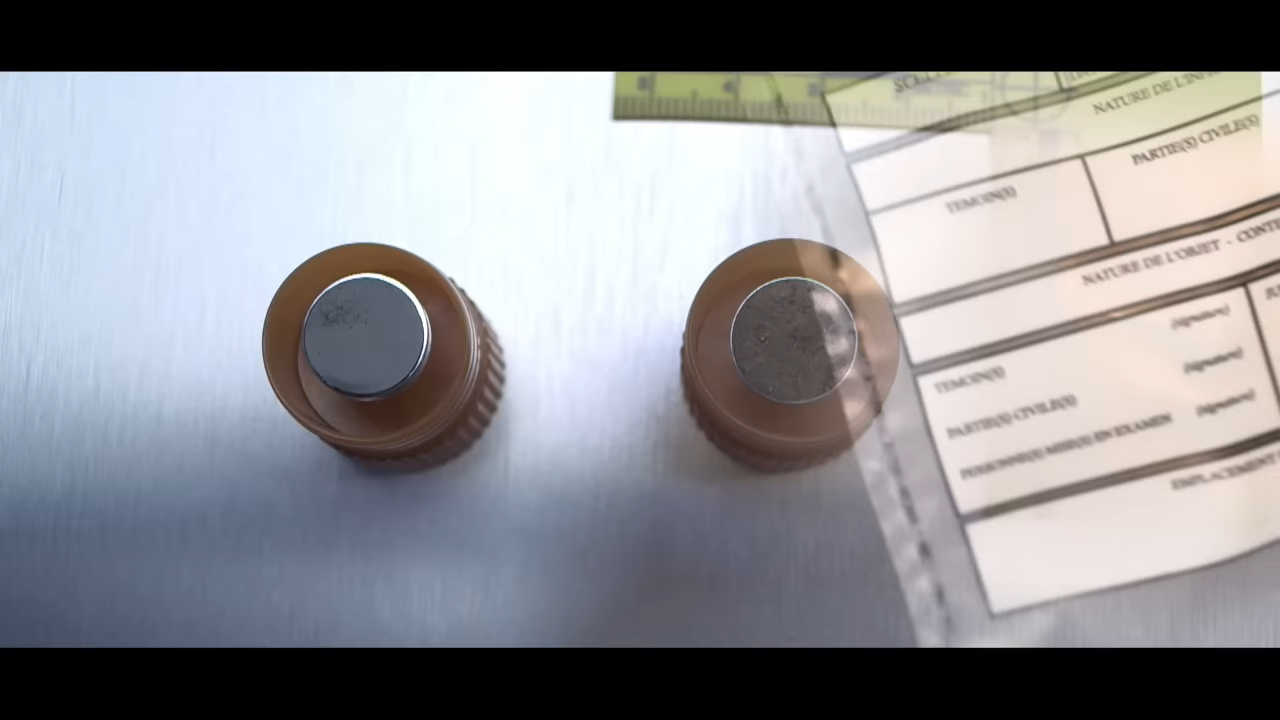 NATURE DE L'INF
PARTIE(S) CIVILE(S)
TEMOIN(S)
NATURE DE L'OBJET - CONTE
(signature)
TEMOIN(S)
(signature)
PARTIE(S) CIVILE(S)
(signature)
PERSONNE(S) MISE(S) EN EXAMEN
EMPLACEMENT